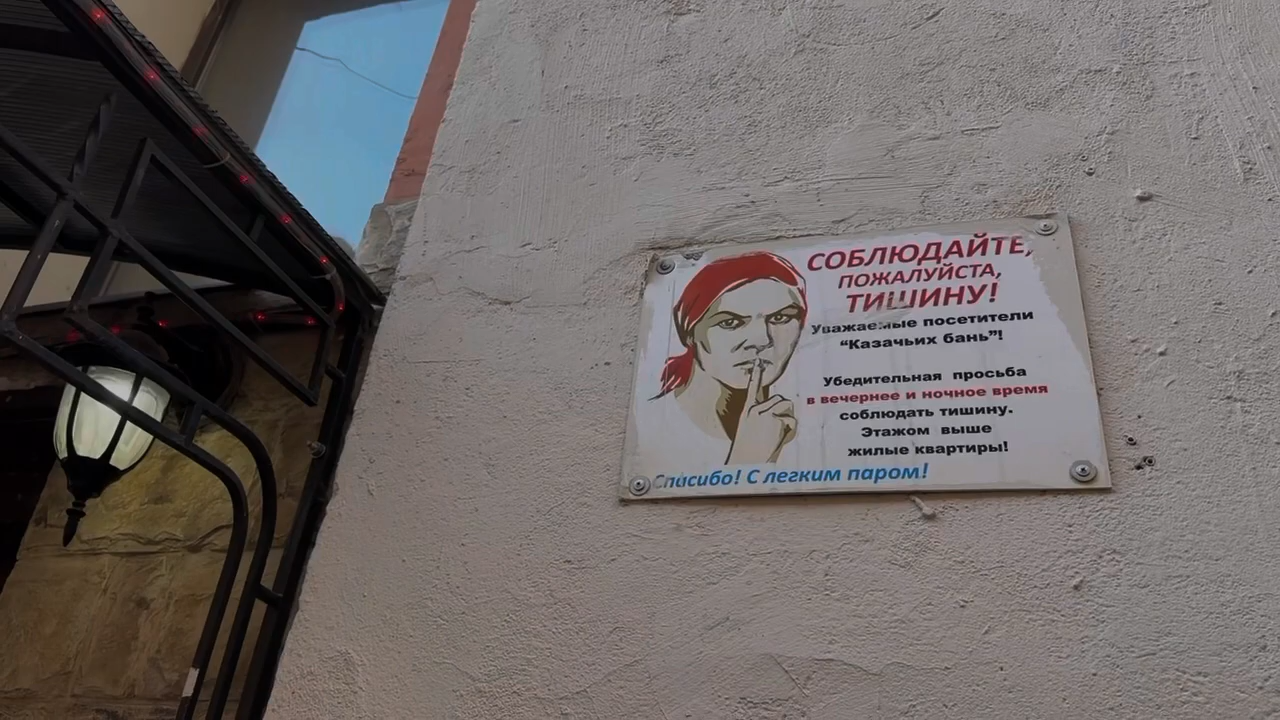 СОБЛЮДАЙТЕ,
ПОЖАЛУЙСТА,
ТИШИНУ!
Уважаемые посетители
“Казачьих бань”!
Убедительная просьба
в вечернее и ночное время
соблюдать тишину.
Этажом выше
жилые квартиры!
Спасибо! С легким паром!